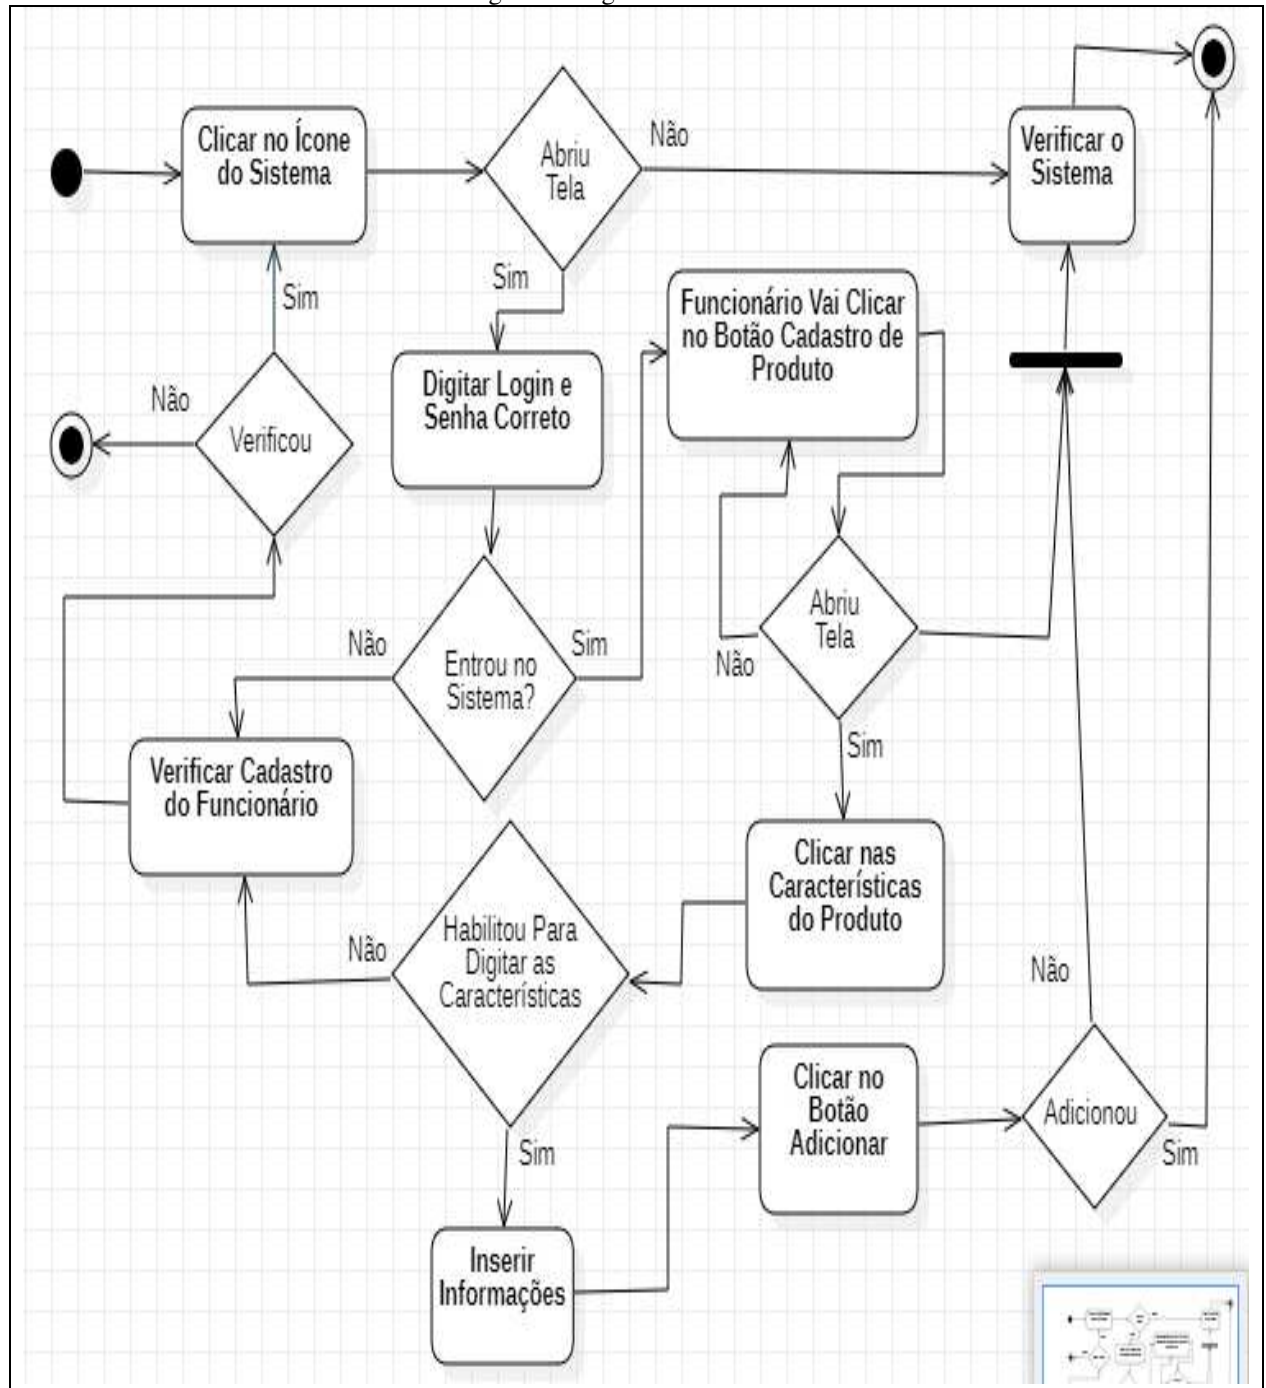 Clicar no Ícone
do Sistema
Abriu
Tela
Não
Verificar o
Sistema
Sim
Sim
Funcionário Vai Clicar
no Botão Cadastro de
Produto
Digitar Login e
Senha Correto
Não
Verificou
Abriu
Tela
Não
Sim
Entrou no
Sistema?
Não
Sim
Verificar Cadastro
do Funcionário
Clicar nas
Características
do Produto
Habilitou Para
Digitar as
Características
Não
Não
Clicar no
Botão
Adicionar
Adicionou
Sim
Sim
Inserir
Informações